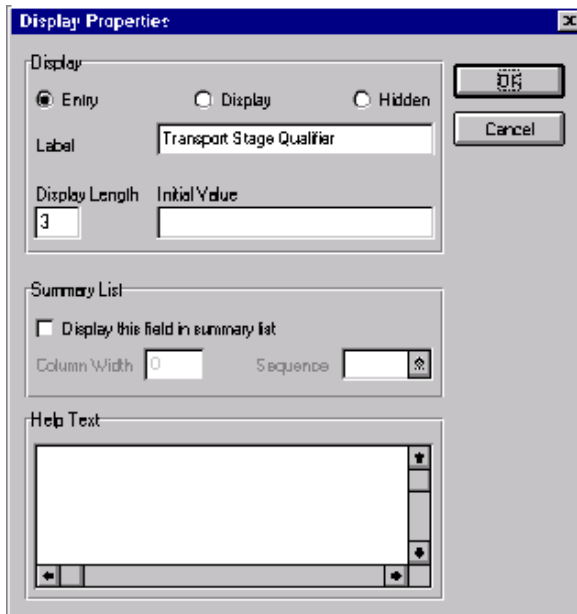 Display Properties
Display
Entry Display Hidden
OK
Cancel
Label Transport Stage Qualifier
Display Length Initial Value
3
Summary List
Display this field in summary list
Column Width 0 Sequence
Help Text